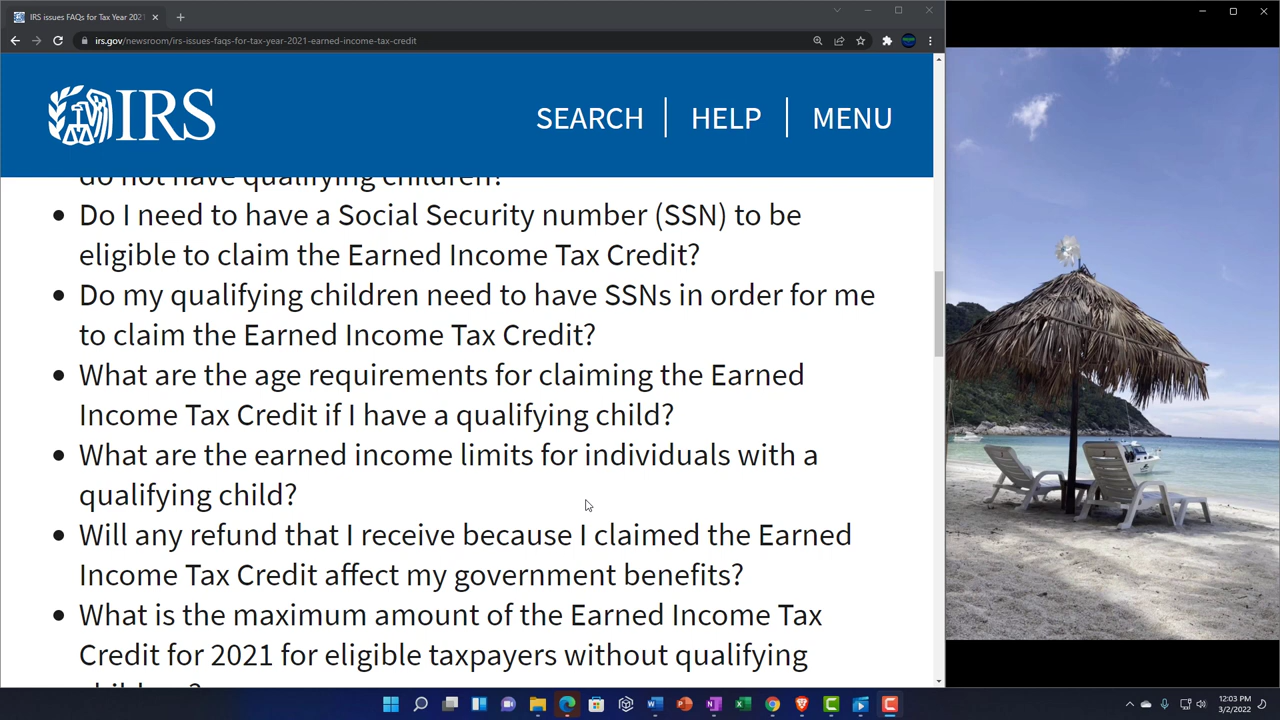 IRS issues FAQs for Tax Year 2021
irs.gov/newsroom/irs-issues-faqs-for-tax-year-2021-earned-income-tax-credit
IRS
SEARCH
HELP
MENU
do not have qualifying children?
Do I need to have a Social Security number (SSN) to be
eligible to claim the Earned Income Tax Credit?
Do my qualifying children need to have SSNs in order for me
to claim the Earned Income Tax Credit?
What are the age requirements for claiming the Earned
Income Tax Credit if I have a qualifying child?
What are the earned income limits for individuals with a
qualifying child?
Will any refund that I receive because I claimed the Earned
Income Tax Credit affect my government benefits?
What is the maximum amount of the Earned Income Tax
Credit for 2021 for eligible taxpayers without qualifying
12:03 PM
3/2/2022